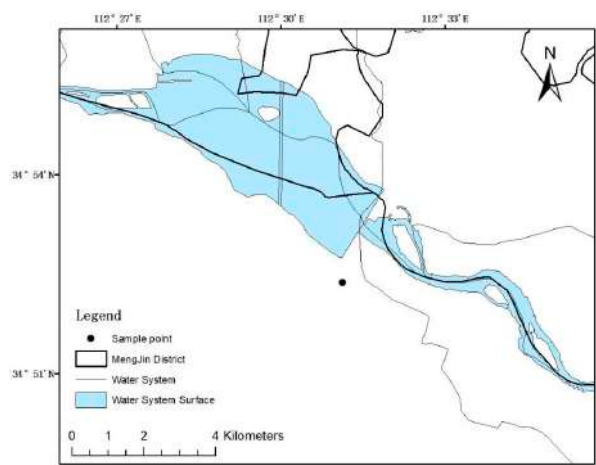 112° 27′E 112° 30′E 112° 33′E
N
34° 54′N
34° 51′N
Legend
Sample point
MengJin District
Water System
Water System Surface
0 1 2 4 Kilometers